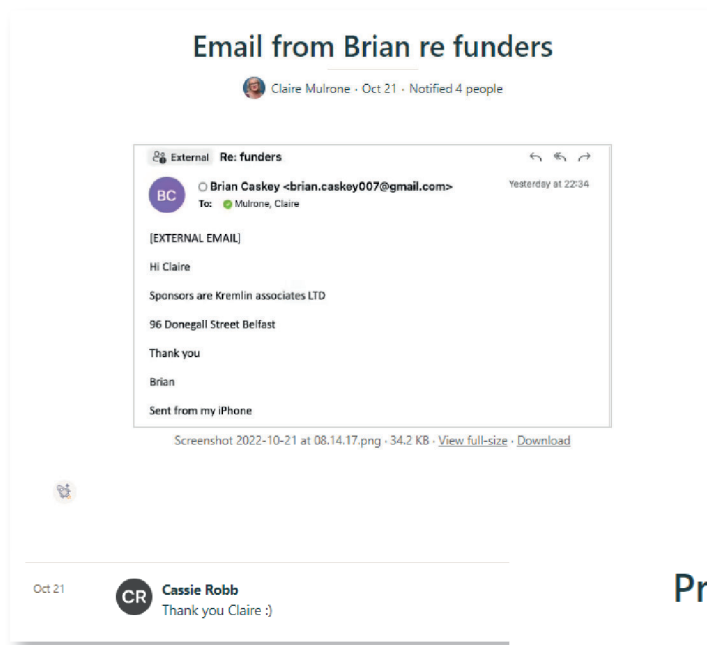 Email from Brian re funders
Claire Mulrone · Oct 21 · Notified 4 people
External Re: funders
BC
Brian Caskey <brian.caskey007@gmail.com>
Yesterday at 22:34
To: Mulrone, Claire
[EXTERNAL EMAIL]
Hi Claire
Sponsors are Kremlin associates LTD
96 Donegall Street Belfast
Thank you
Brian
Sent from my iPhone
Screenshot 2022-10-21 at 08.14.17.png · 34.2 KB · View full-size · Download
Oct 21
CR
Cassie Robb
Thank you Claire :)
Pr